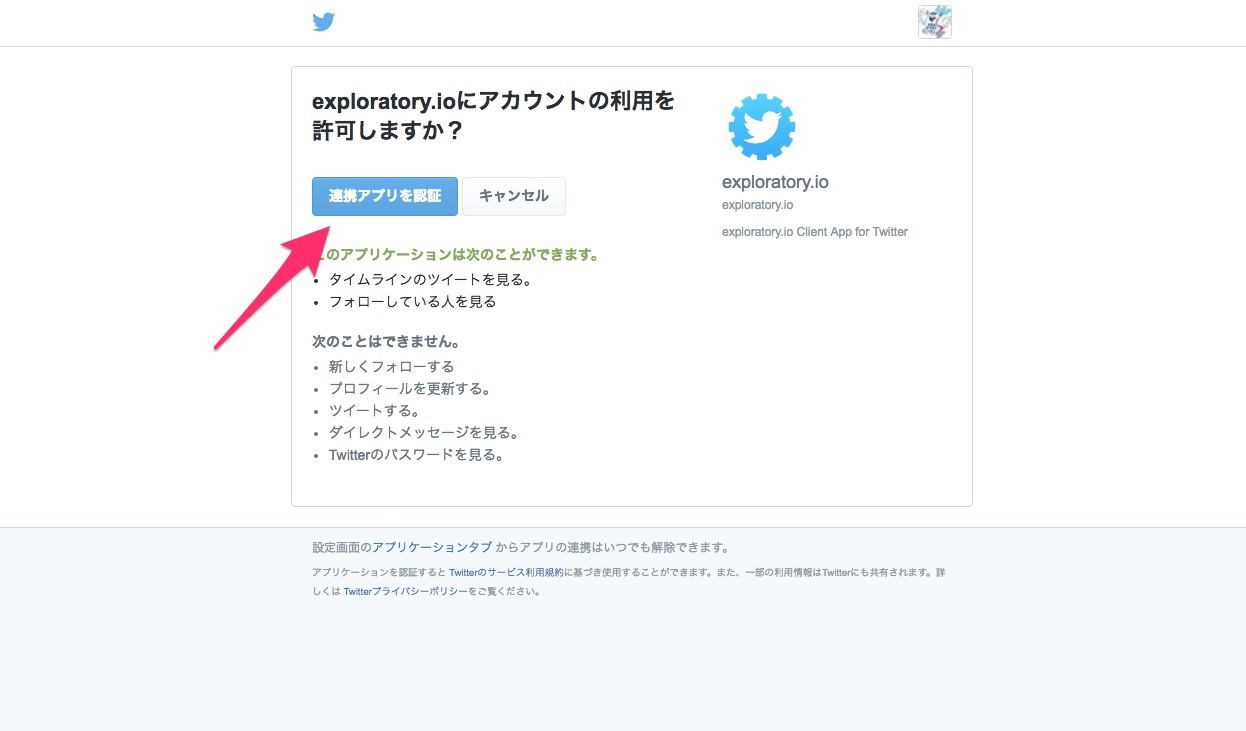 exploratory.ioにアカウントの利用を
許可しますか？
連携アプリを認証 キャンセル
このアプリケーションは次のことができます。
タイムラインのツイートを見る。
フォローしている人を見る
次のことはできません。
新しくフォローする
プロフィールを更新する。
ツイートする。
ダイレクトメッセージを見る。
Twitterのパスワードを見る。
exploratory.io
exploratory.io
exploratory.io Client App for Twitter
設定画面のアプリケーションタブ からアプリの連携はいつでも解除できます。
アプリケーションを認証すると Twitterのサービス利用規約に基づき使用することができます。また、一部の利用情報はTwitterにも共有されます。詳
しくは Twitterプライバシーポリシーをご覧ください。